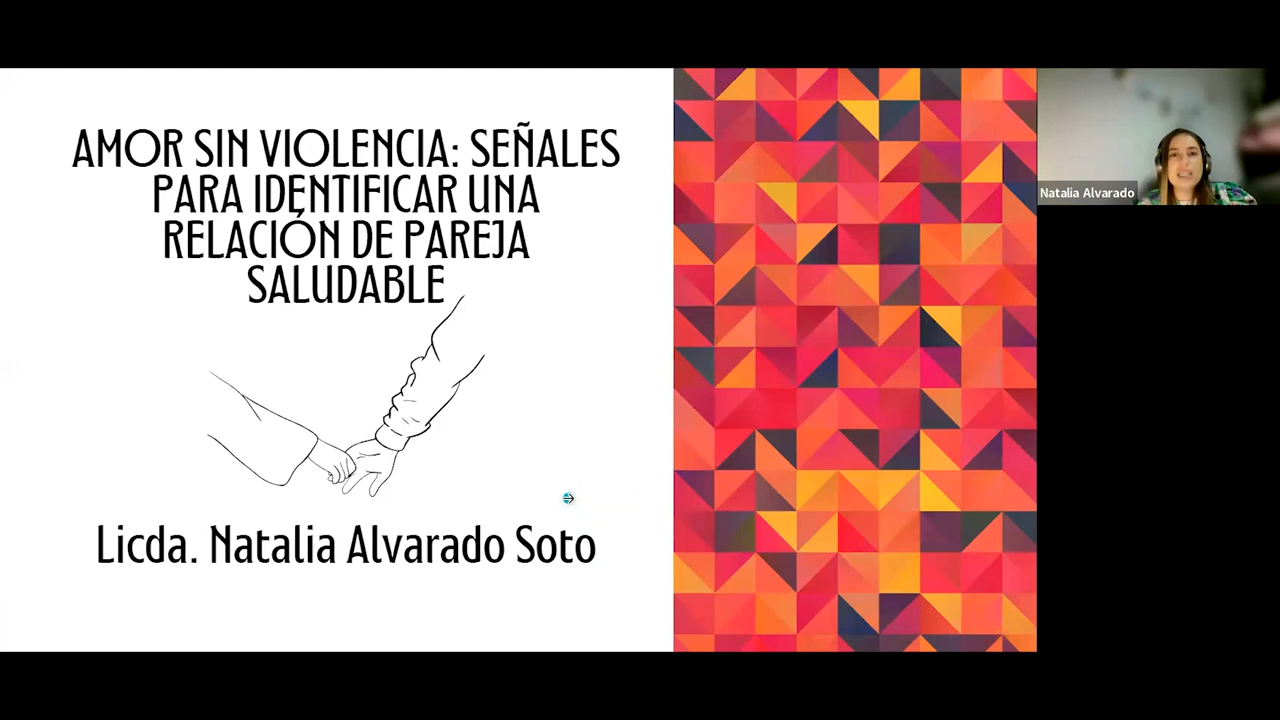 AMOR SIN VIOLENCIA: SEÑALES
PARA IDENTIFICAR UNA
RELACIÓN DE PAREJA
SALUDABLE
Licda. Natalia Alvarado Soto
Natalia Alvarado